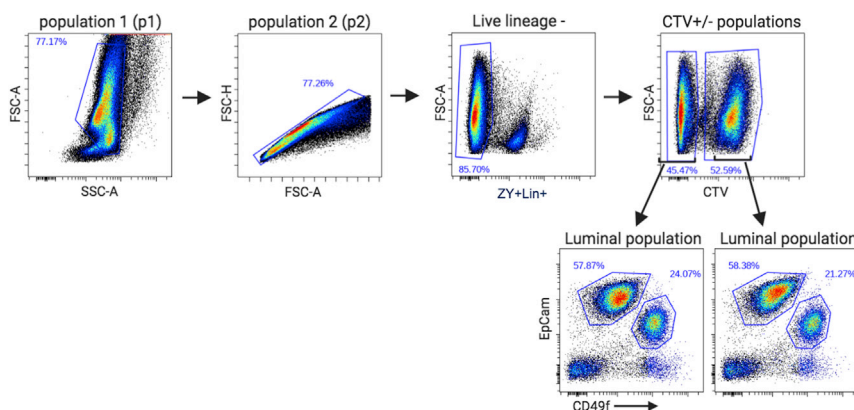 population 1 (p1)
population 2 (p2)
Live lineage -
CTV+/- populations
77.17%
FSC-A
SSC-A
77.26%
FSC-H
FSC-A
FSC-A
85.70%
ZY+Lin+
FSC-A
45.47%
52.59%
CTV
Luminal population
Luminal population
57.87%
24.07%
58.38%
21.27%
EpCam
CD49f